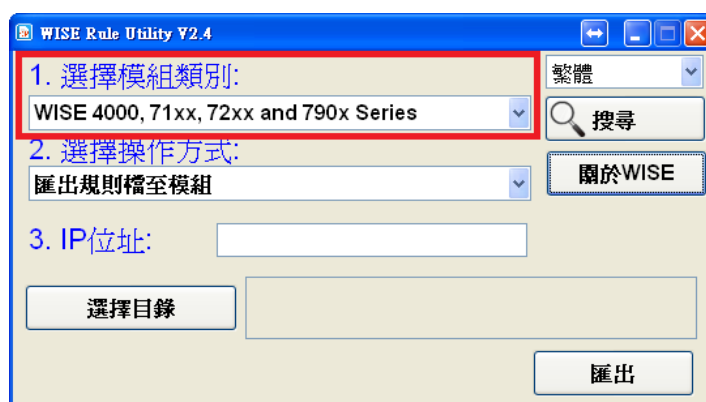 WISE Rule Utility V2.4
1. 選擇模組類別:
繁體
WISE 4000, 71xx, 72xx and 790x Series
搜尋
2. 選擇操作方式:
匯出規則檔至模組
關於WISE
3. IP位址:
選擇目錄
匯出